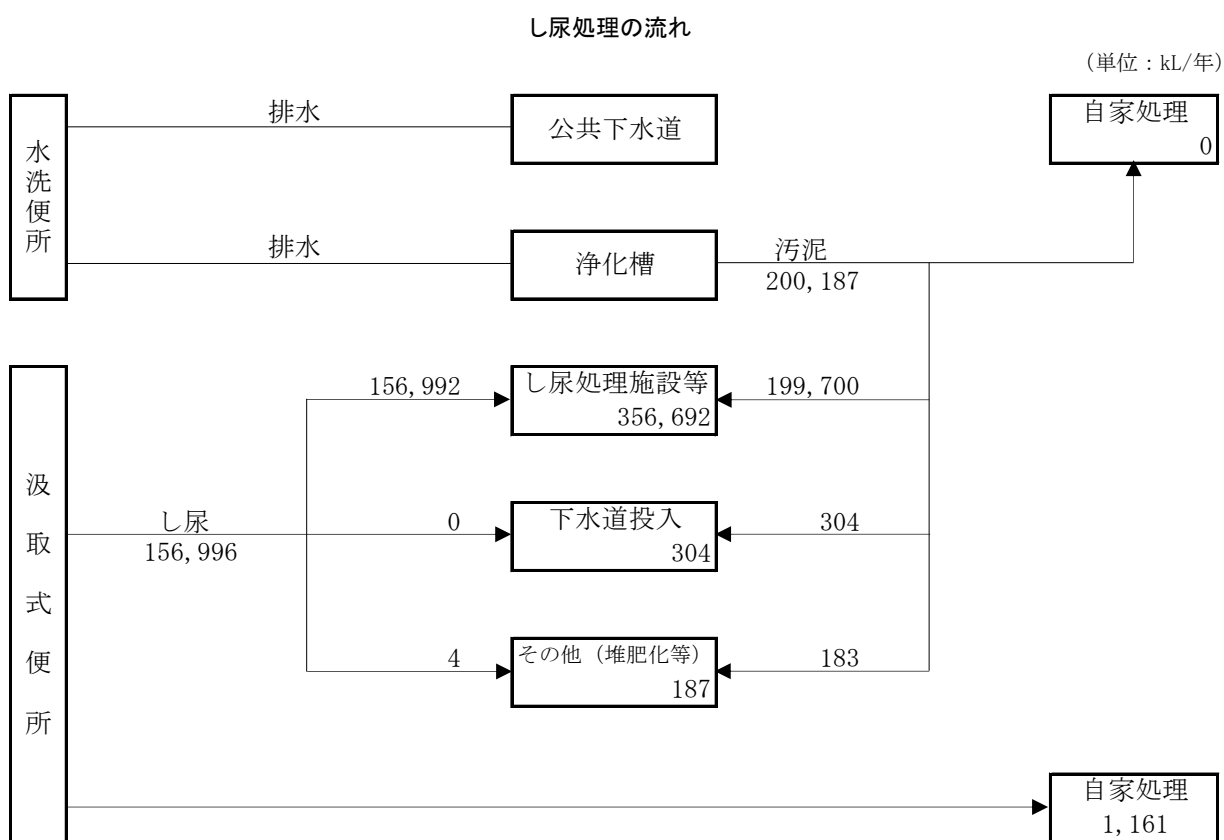 し尿処理の流れ
（単位：kL/年）
水洗便所
排水
公共下水道
自家処理
0
排水
浄化槽
汚泥
200,187
汲取式便所
し尿
156,996
156,992
し尿処理施設等
356,692
199,700
0
下水道投入
304
304
4
その他（堆肥化等）
187
183
自家処理
1,161